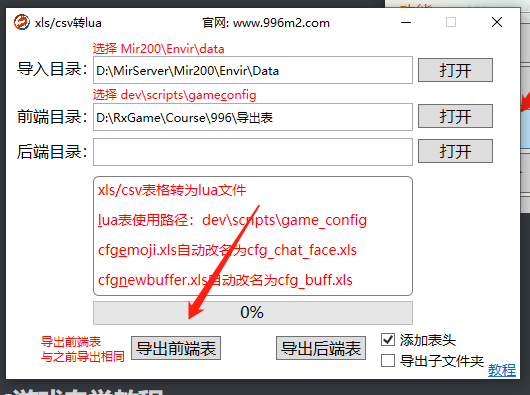 xls/csv转lua 官网: www.996m2.com
选择 Mir200\Envir\data
导入目录: D:\MirServer\Mir200\Envir\Data 打开
选择 dev\scripts\gameconfig
前端目录: D:\RxGame\Course\996\导出表 打开
后端目录: 打开
xls/csv表格转为lua文件
lua表使用路径: dev\scripts\game_config
cfgemoji.xls自动改名为cfg_chat_face.xls
cfgnewbuffer.xls自动改名为cfg_buff.xls
0%
导出前端表
与之前导出相同
导出前端表 导出后端表
添加表头
导出子文件夹
教程